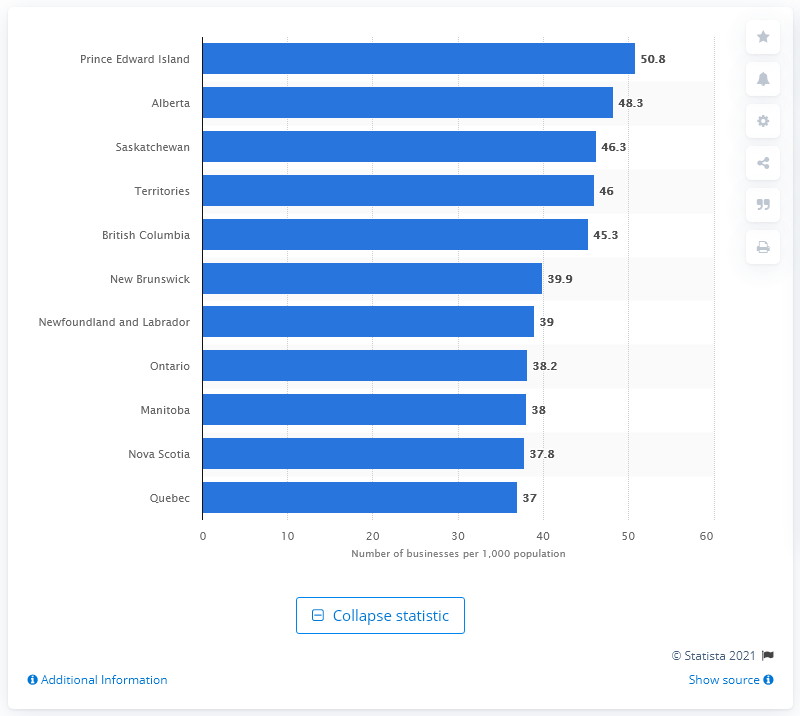 Prince Edward Island 50.8
Alberta 48.3
Saskatchewan 46.3
Territories 46
British Columbia 45.3
New Brunswick 39.9
Newfoundland and Labrador 39
Ontario 38.2
Manitoba 38
Nova Scotia 37.8
Quebec 37
0 10 20 30 40 50 60
Number of businesses per 1,000 population
Collapse statistic
© Statista 2021
Additional Information Show source